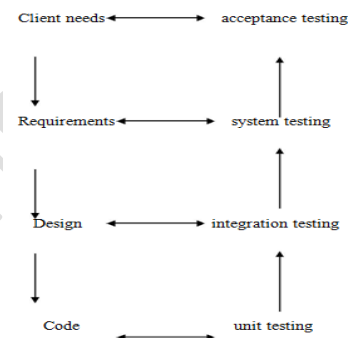 Client needs acceptance testing
Requirements system testing
Design integration testing
Code unit testing